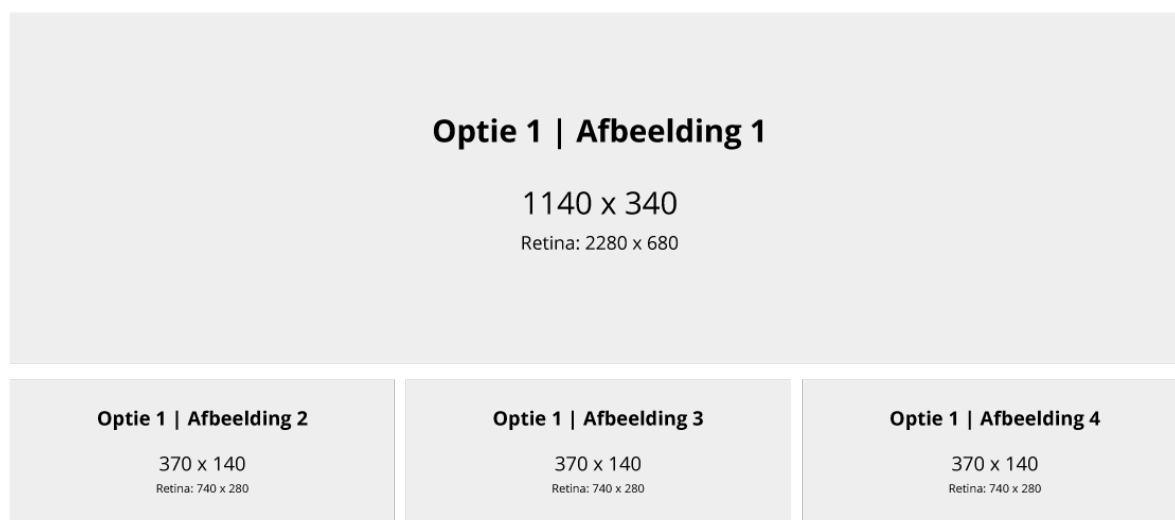 Optie 1 | Afbeelding 1
1140 x 340
Retina: 2280 x 680
Optie 1 | Afbeelding 2
370 x 140
Retina: 740 x 280
Optie 1 | Afbeelding 3
370 x 140
Retina: 740 x 280
Optie 1 | Afbeelding 4
370 x 140
Retina: 740 x 280